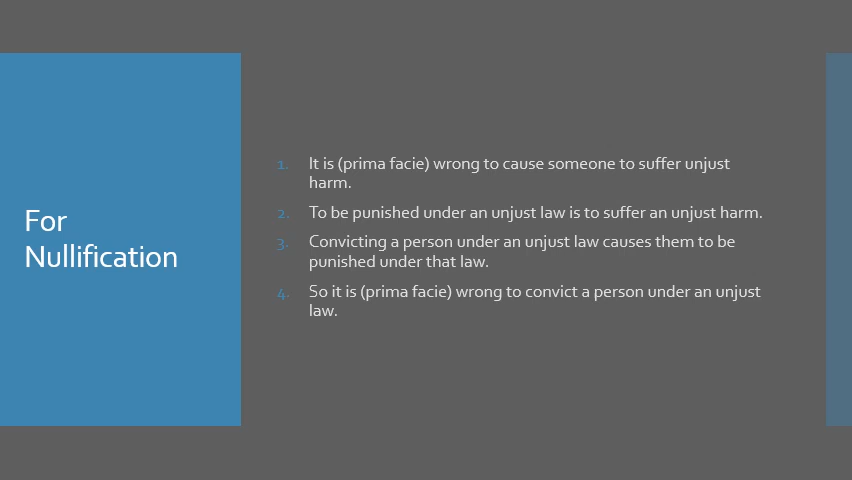 For
Nullification
1. It is (prima facie) wrong to cause someone to suffer unjust
harm.
2. To be punished under an unjust law is to suffer an unjust harm.
3. Convicting a person under an unjust law causes them to be
punished under that law.
4. So it is (prima facie) wrong to convict a person under an unjust
law.